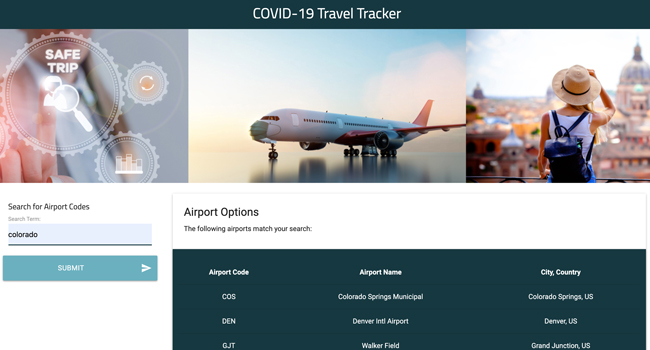 COVID-19 Travel Tracker
SAFE
TRIP
Search for Airport Codes
Search Term:
colorado
SUBMIT
Airport Options
The following airports match your search:
Airport Code Airport Name City, Country
COS Colorado Springs Municipal Colorado Springs, US
DEN Denver Intl Airport Denver, US
GJT Walker Field Grand Junction, US